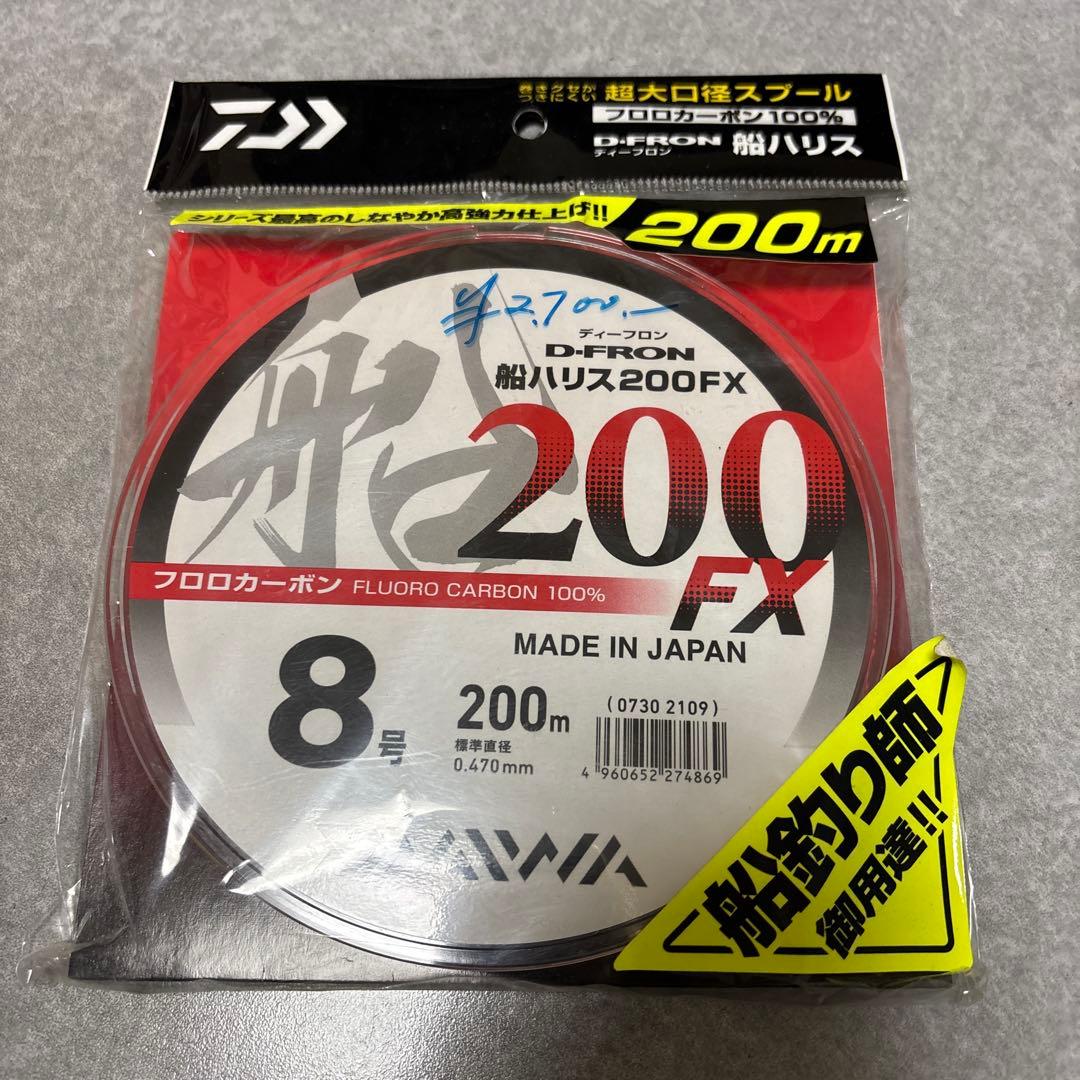 巻きクセが
つきにくい 超大口径スプール
フロロカーボン100%
D-FRON 船ハリス
ディーフロン
シリーズ最高のしなやか高強力仕上げ!!
200m
¥2,700.—
ディーフロン
D-FRON
船ハリス200FX
船
200
FX
フロロカーボン FLUORO CARBON 100%
MADE IN JAPAN
8号
200m
標準直径
0.470mm
(0730 2109)
4 960652 274869
DAIWA
船釣り師
御用達!!